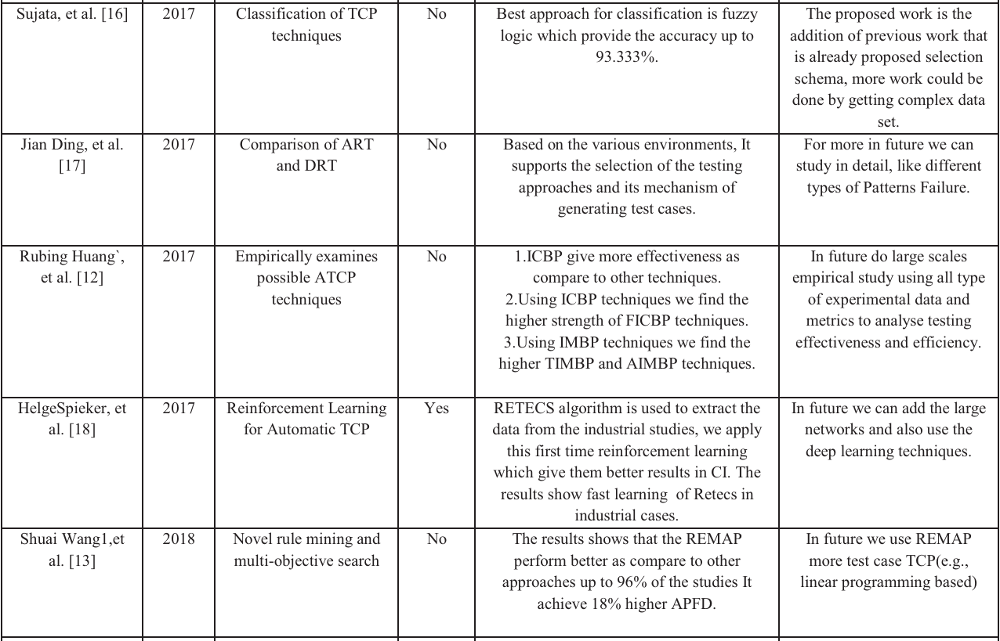 Sujata, et al. [16]
2017
Classification of TCP
techniques
No
Best approach for classification is fuzzy
logic which provide the accuracy up to
93.333%.
The proposed work is the
addition of previous work that
is already proposed selection
schema, more work could be
done by getting complex data
set.
Jian Ding, et al.
[17]
2017
Comparison of ART
and DRT
No
Based on the various environments, It
supports the selection of the testing
approaches and its mechanism of
generating test cases.
For more in future we can
study in detail, like different
types of Patterns Failure.
Rubing Huang`,
et al. [12]
2017
Empirically examines
possible ATCP
techniques
No
1.ICBP give more effectiveness as
compare to other techniques.
2.Using ICBP techniques we find the
higher strength of FICBP techniques.
3.Using IMBP techniques we find the
higher TIMBP and AIMBP techniques.
In future do large scales
empirical study using all type
of experimental data and
metrics to analyse testing
effectiveness and efficiency.
HelgeSpieker, et
al. [18]
2017
Reinforcement Learning
for Automatic TCP
Yes
RETECS algorithm is used to extract the
data from the industrial studies, we apply
this first time reinforcement learning
which give them better results in CI. The
results show fast learning  of Retecs in
industrial cases.
In future we can add the large
networks and also use the
deep learning techniques.
Shuai Wang1,et
al. [13]
2018
Novel rule mining and
multi-objective search
No
The results shows that the REMAP
perform better as compare to other
approaches up to 96% of the studies It
achieve 18% higher APFD.
In future we use REMAP
more test case TCP(e.g.,
linear programming based)